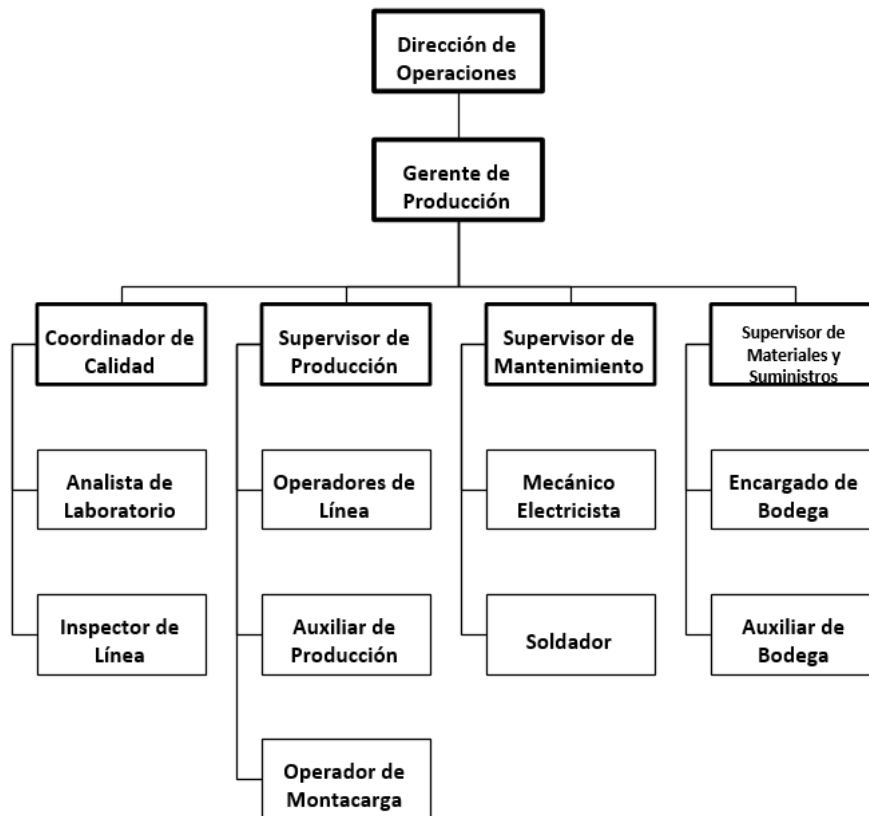 Dirección de
Operaciones
Gerente de
Producción
Coordinador de
Calidad
Supervisor de
Producción
Supervisor de
Mantenimiento
Supervisor de
Materiales y
Suministros
Analista de
Laboratorio
Operadores de
Línea
Mecánico
Electricista
Encargado de
Bodega
Inspector de
Línea
Auxiliar de
Producción
Soldador
Auxiliar de
Bodega
Operador de
Montacarga